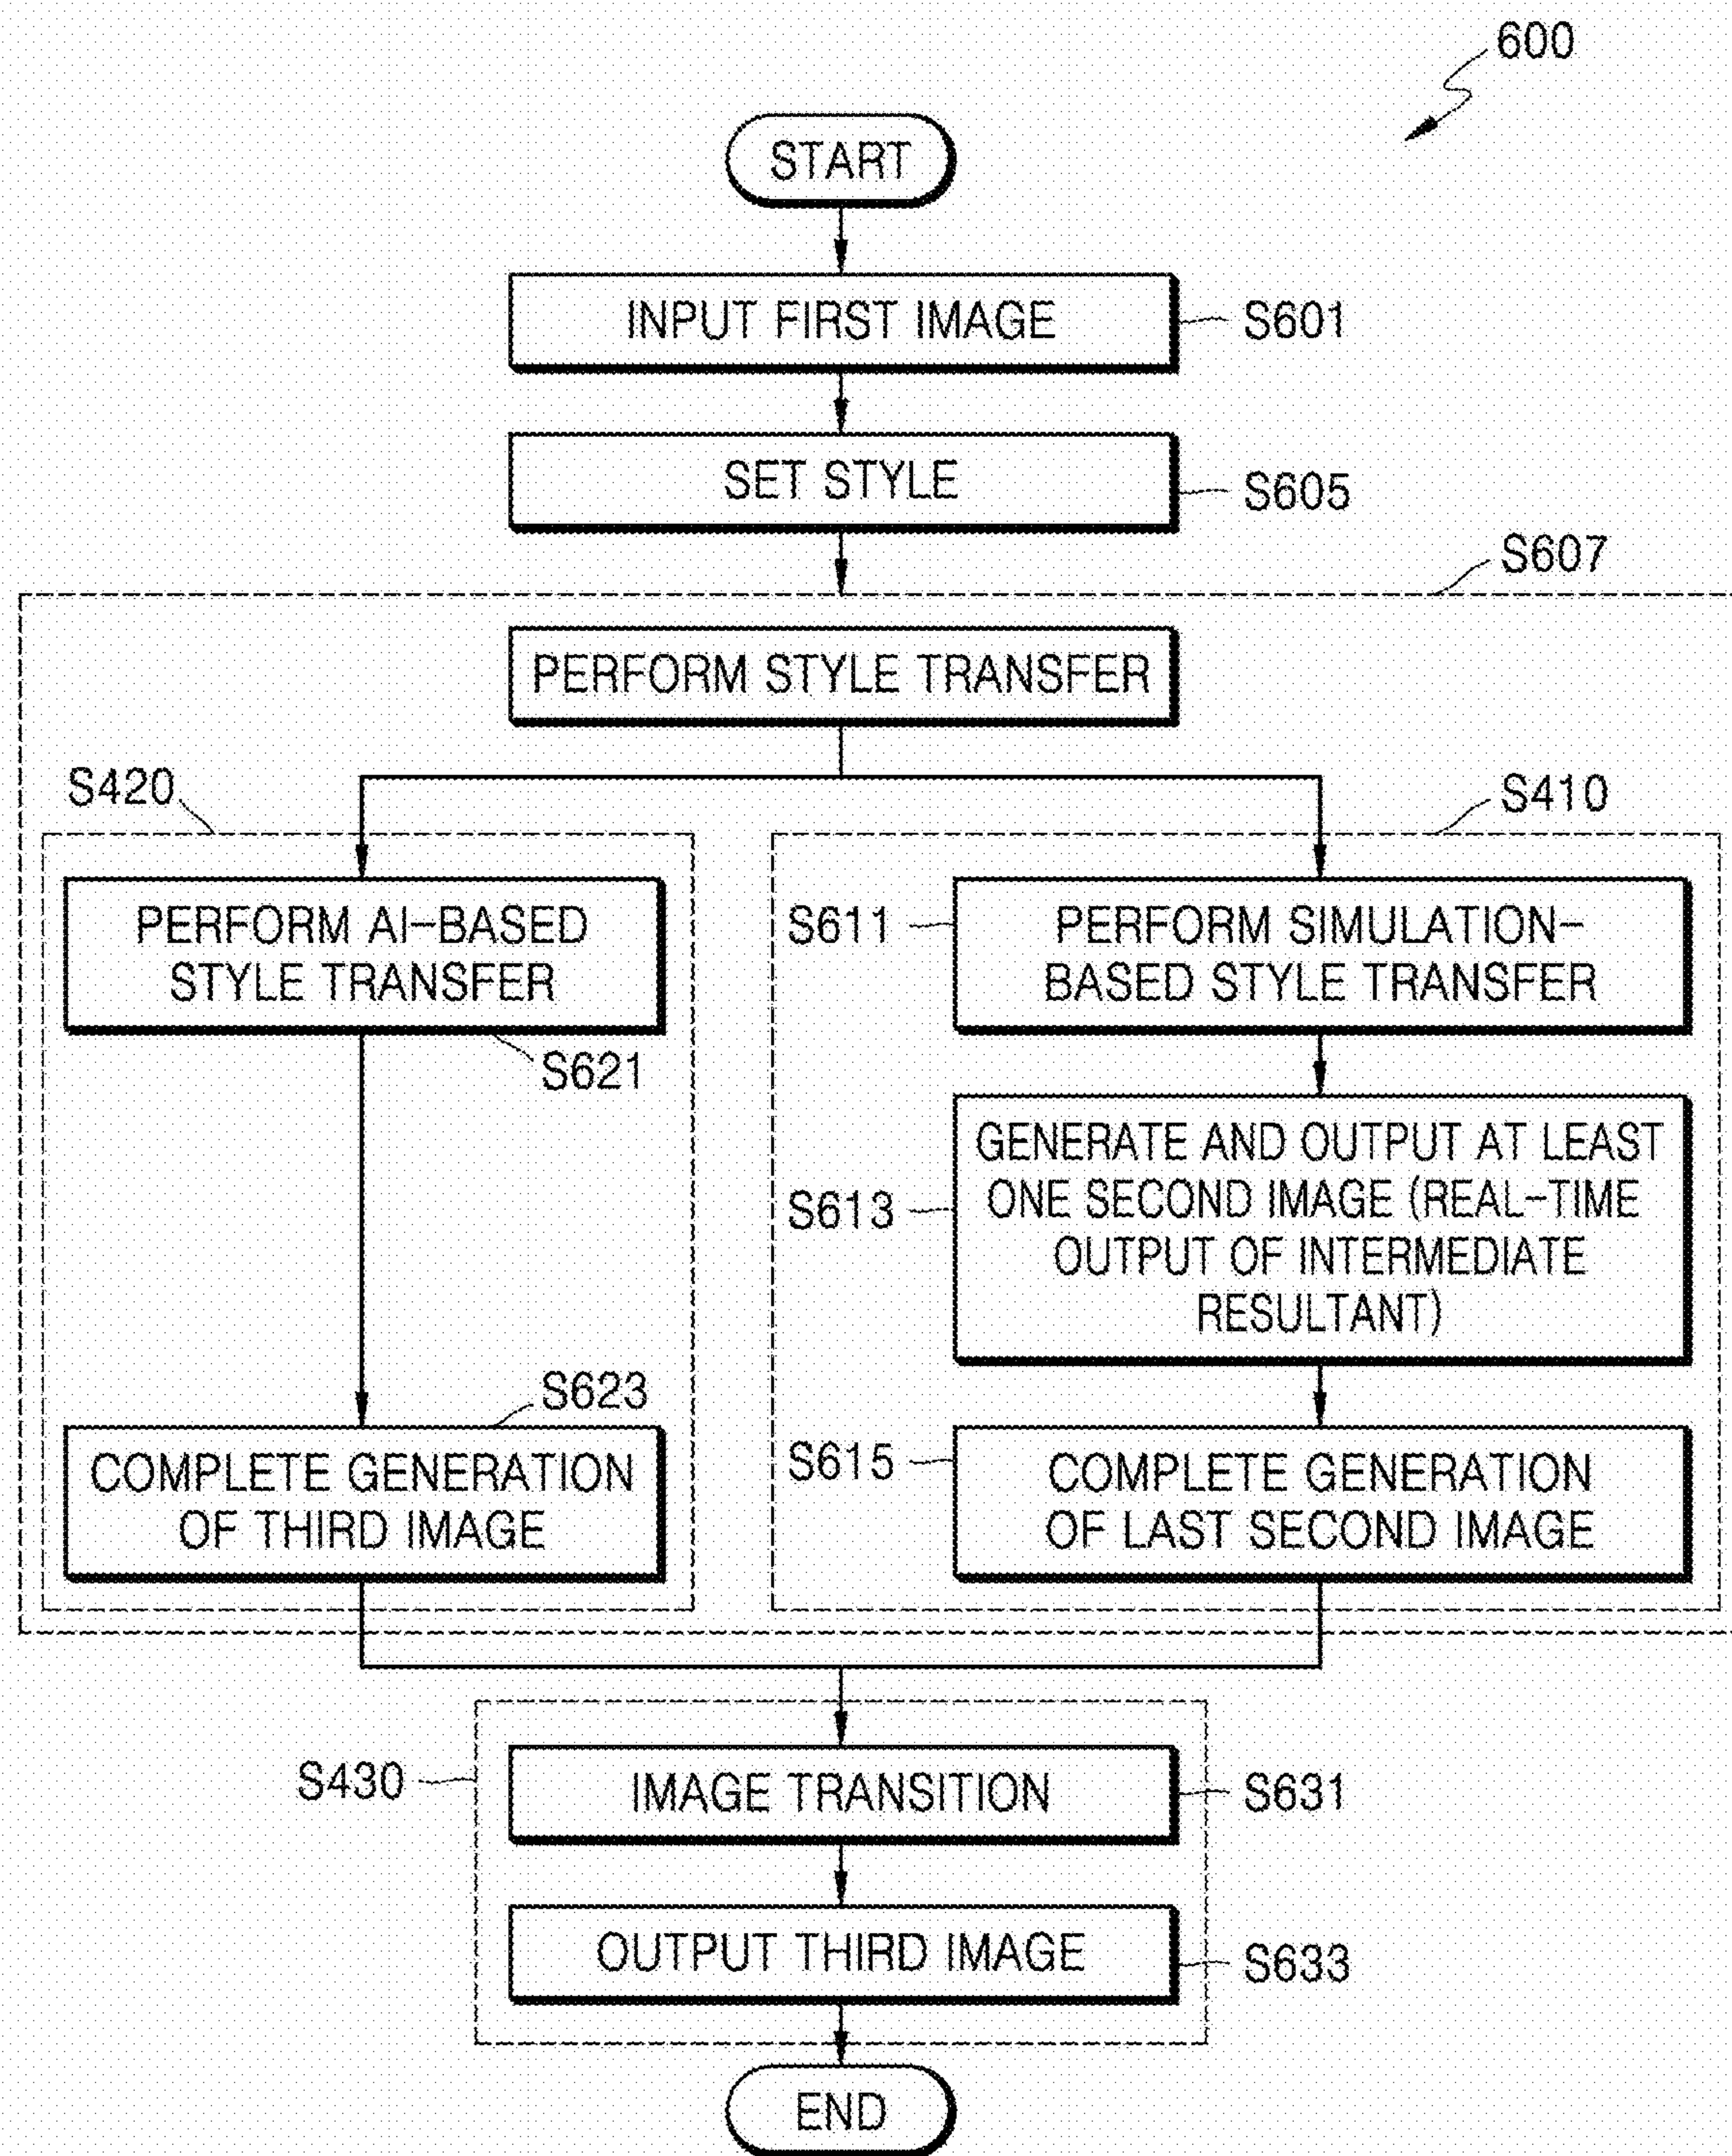 600
START
INPUT FIRST IMAGE
S601
SET STYLE
S605
S607
PERFORM STYLE TRANSFER
S420
S410
PERFORM AI-BASED
STYLE TRANSFER
S621
S611
PERFORM SIMULATION-
BASED STYLE TRANSFER
S613
GENERATE AND OUTPUT AT LEAST
ONE SECOND IMAGE (REAL-TIME
OUTPUT OF INTERMEDIATE
RESULTANT)
S623
COMPLETE GENERATION
OF THIRD IMAGE
S615
COMPLETE GENERATION
OF LAST SECOND IMAGE
S430
IMAGE TRANSITION
S631
OUTPUT THIRD IMAGE
S633
END